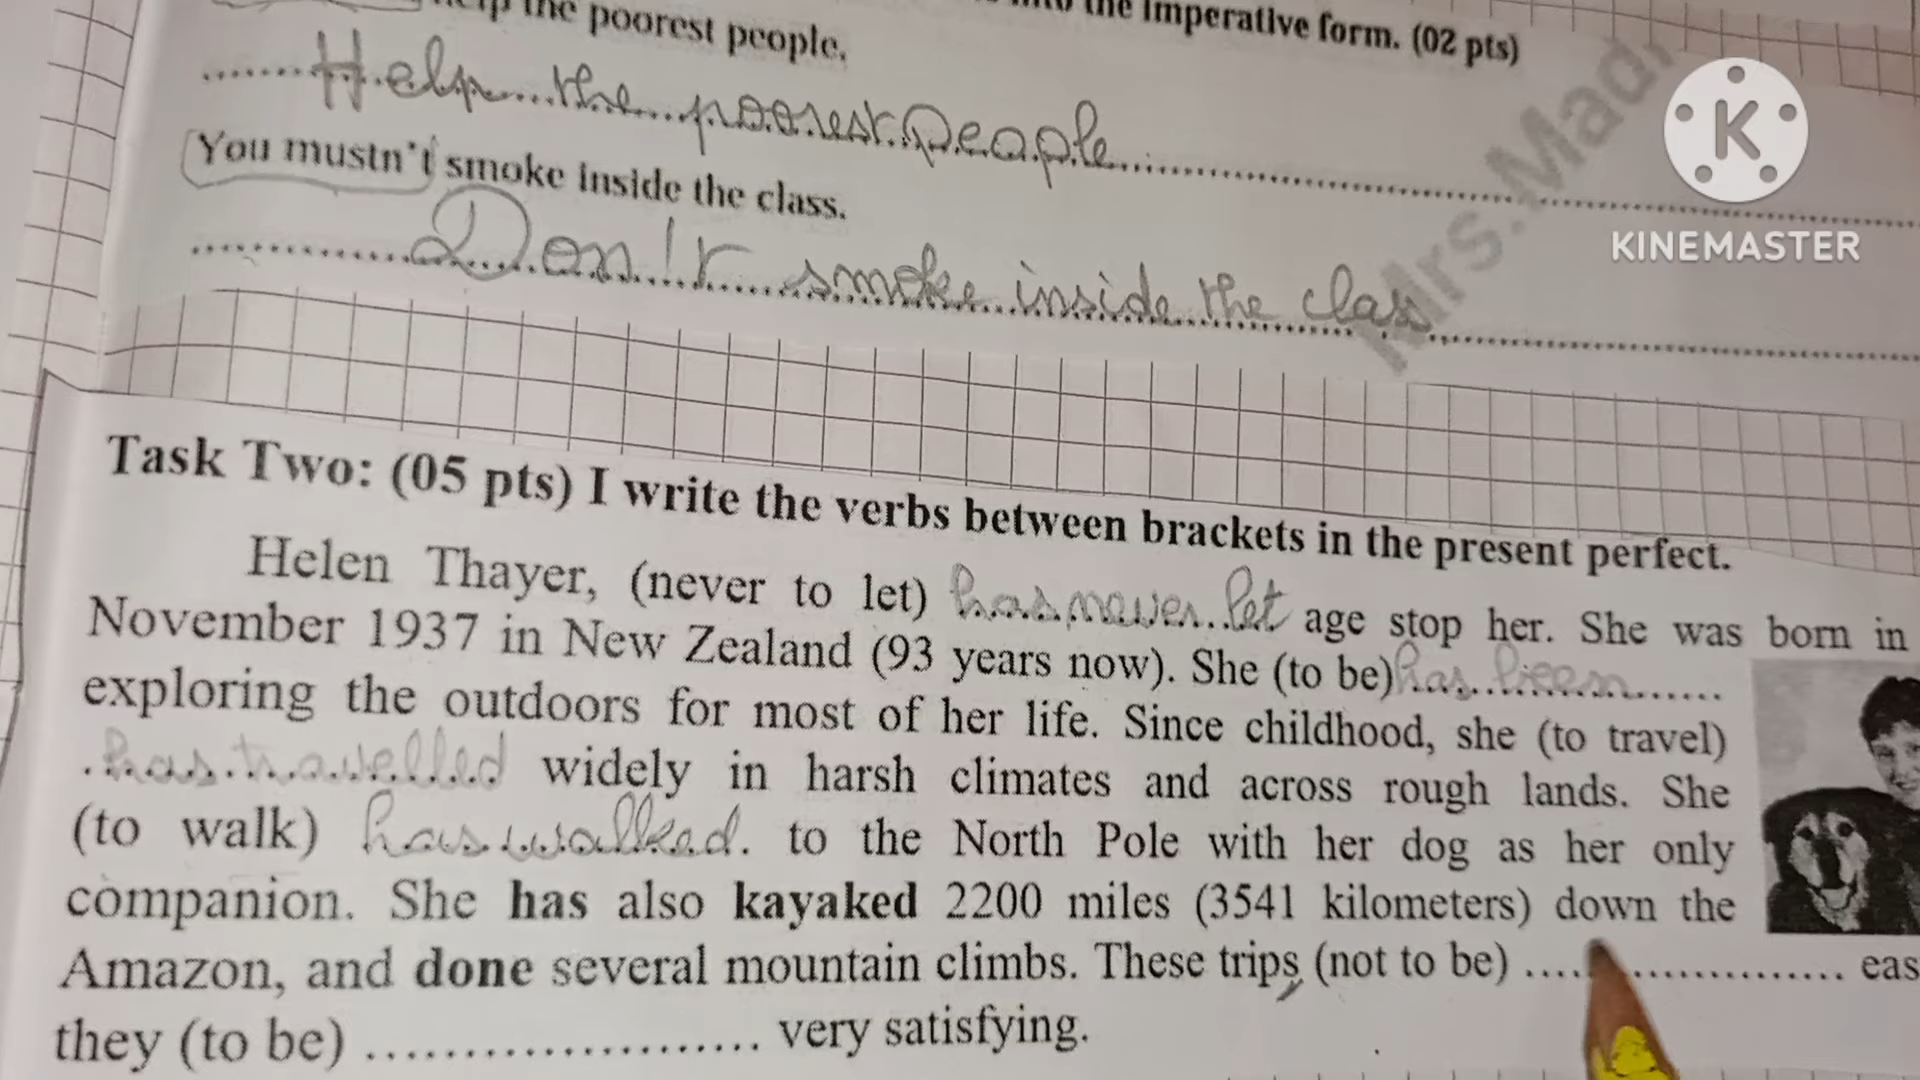 the imperative form. (02 pts)
help the poorest people.
Help the poorest people
You mustn't smoke inside the class.
Don't smoke inside the class
Mrs.Madi
KINEMASTER
Task Two: (05 pts) I write the verbs between brackets in the present perfect.
Helen Thayer, (never to let) has never let age stop her. She was born in
November 1937 in New Zealand (93 years now). She (to be) has been
exploring the outdoors for most of her life. Since childhood, she (to travel)
has travelled widely in harsh climates and across rough lands. She
(to walk) has walked to the North Pole with her dog as her only
companion. She has also kayaked 2200 miles (3541 kilometers) down the
Amazon, and done several mountain climbs. These trips (not to be) .................... eas
they (to be) .................... very satisfying.